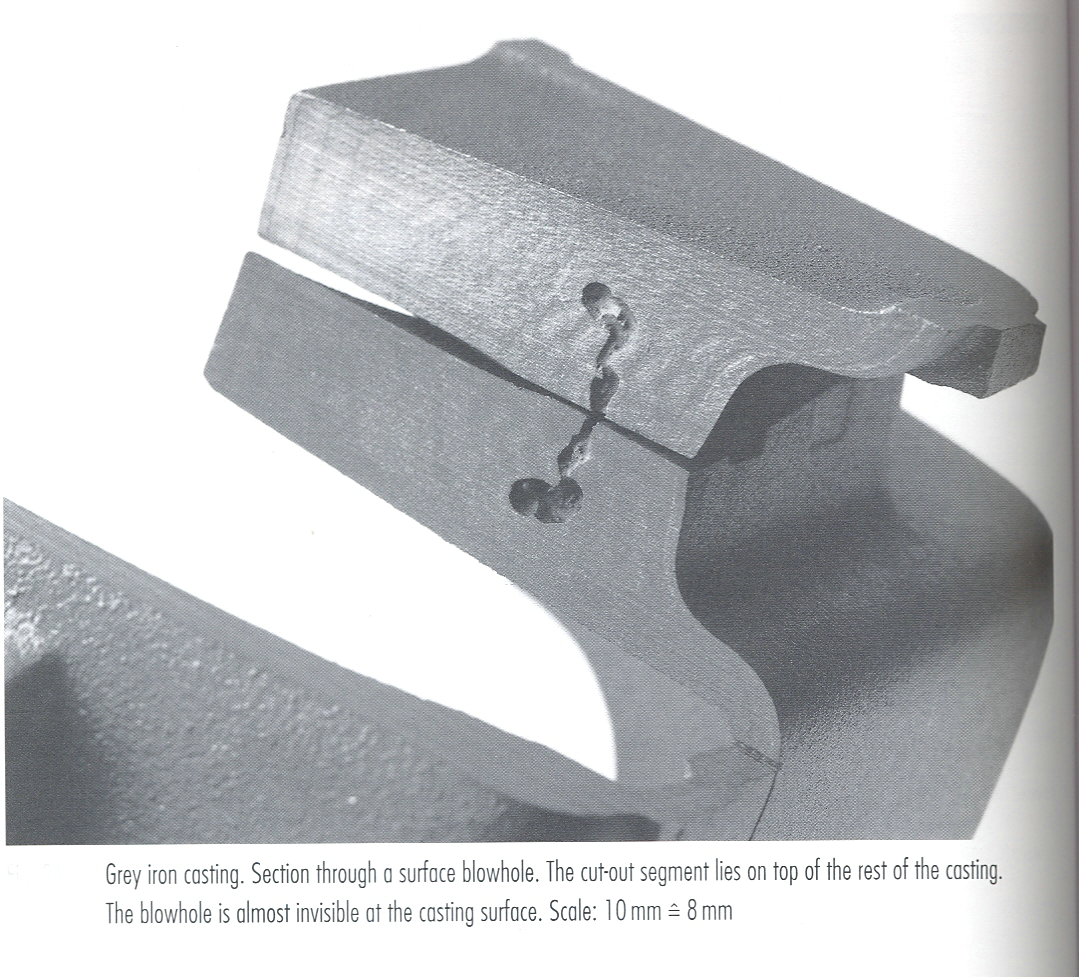 Grey iron casting. Section through a surface blowhole. The cut-out segment lies on top of the rest of the casting.
The blowhole is almost invisible at the casting surface. Scale: 10 mm ≙ 8 mm